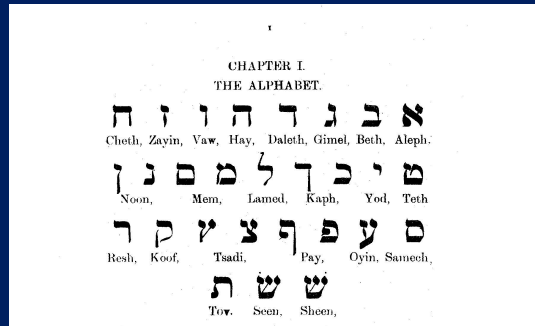 1
CHAPTER I.
THE ALPHABET.
א ב ג ד ה ו ז ח
Cheth, Zayin, Vaw, Hay, Daleth, Gimel, Beth, Aleph.
ט י כ ך ל מ ם נ ן
Noon, Mem, Lamed, Kaph, Yod, Teth
ס ע פ ף צ ץ ק ר
Resh, Koof, Tsadi, Pay, Oyin, Samech,
שׁ שׂ ת
Tov. Seen, Sheen,